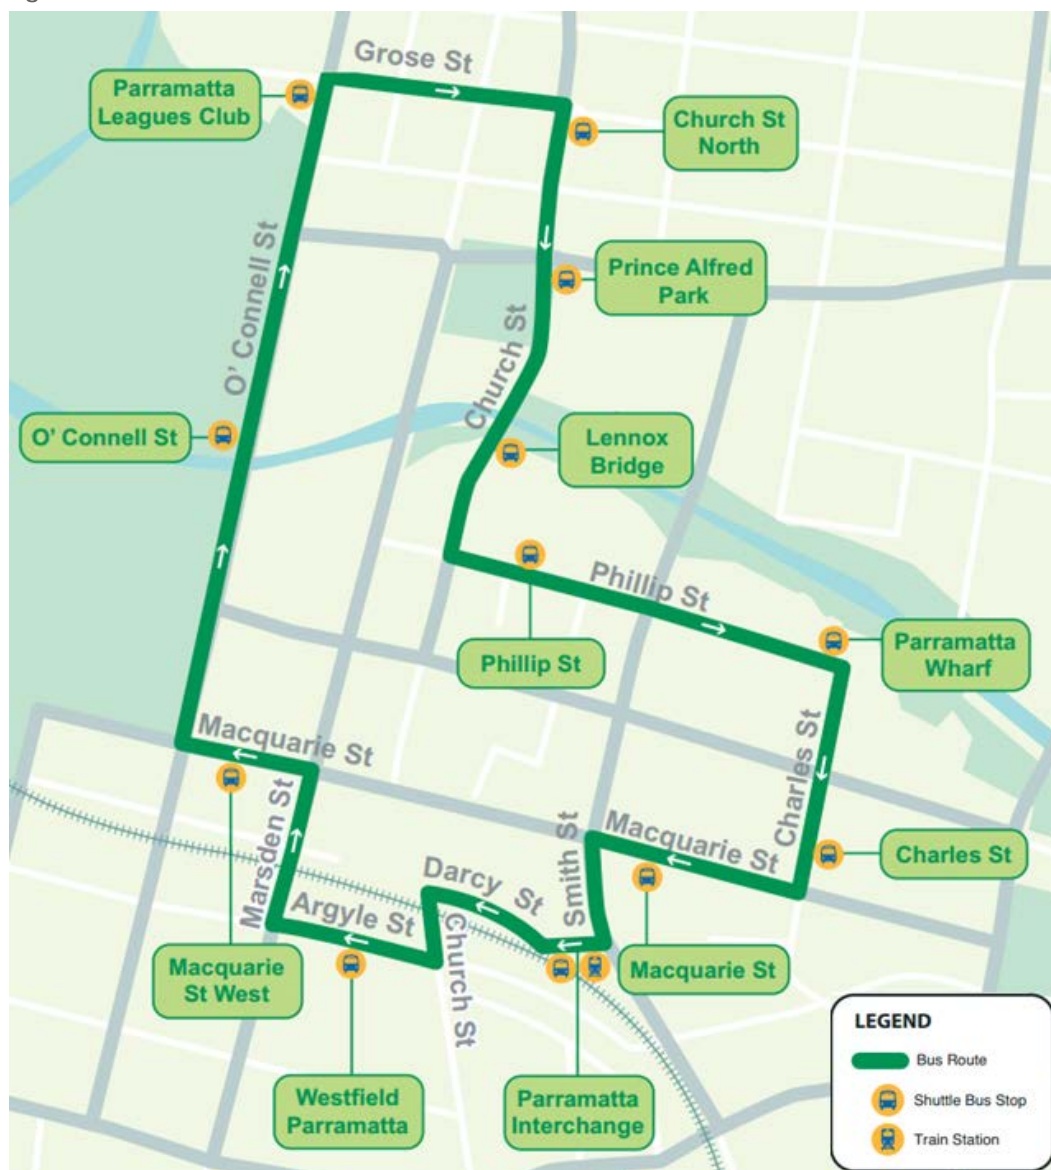 Grose St
Parramatta
Leagues Club
Church St
North
O' Connell St
Prince Alfred
Park
Church St
O' Connell St
Lennox
Bridge
Phillip St
Phillip St
Parramatta
Wharf
Macquarie St
Charles St
Marsden St
Smith St
Macquarie St
Charles St
Darcy St
Argyle St
Church St
Macquarie
St West
Macquarie St
Westfield
Parramatta
Parramatta
Interchange
LEGEND
Bus Route
Shuttle Bus Stop
Train Station